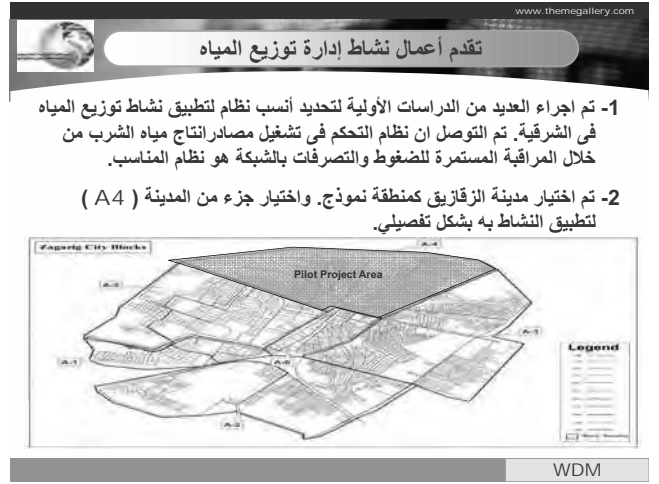 www.themegallery.com
تقدم أعمال نشاط إدارة توزيع المياه
1- تم اجراء العديد من الدراسات الأولية لتحديد أنسب نظام لتطبيق نشاط توزيع المياه
فى الشرقية. تم التوصل ان نظام التحكم فى تشغيل مصادرانتاج مياه الشرب من
خلال المراقبة المستمرة للضغوط والتصرفات بالشبكة هو نظام المناسب.
2- تم اختيار مدينة الزقازيق كمنطقة نموذج. واختيار جزء من المدينة ( A4 )
لتطبيق النشاط به بشكل تفصيلي.
Zagazig City Blocks
A-4
Pilot Project Area
A-1
A-6
A-2
Legend
WDM